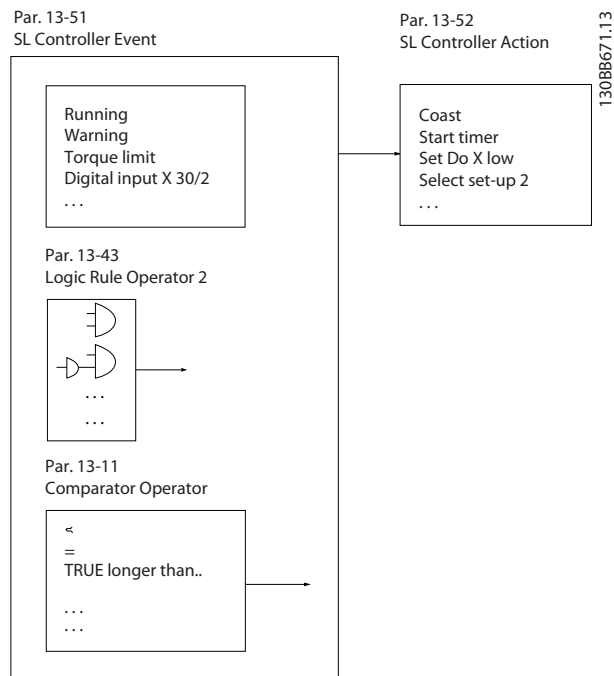 Par. 13-51
SL Controller Event
Par. 13-52
SL Controller Action
130BB671.13
Running
Warning
Torque limit
Digital input X 30/2
. . .
Coast
Start timer
Set Do X low
Select set-up 2
. . .
Par. 13-43
Logic Rule Operator 2
. . .
. . .
Par. 13-11
Comparator Operator
<
=
TRUE longer than..
. . .
. . .